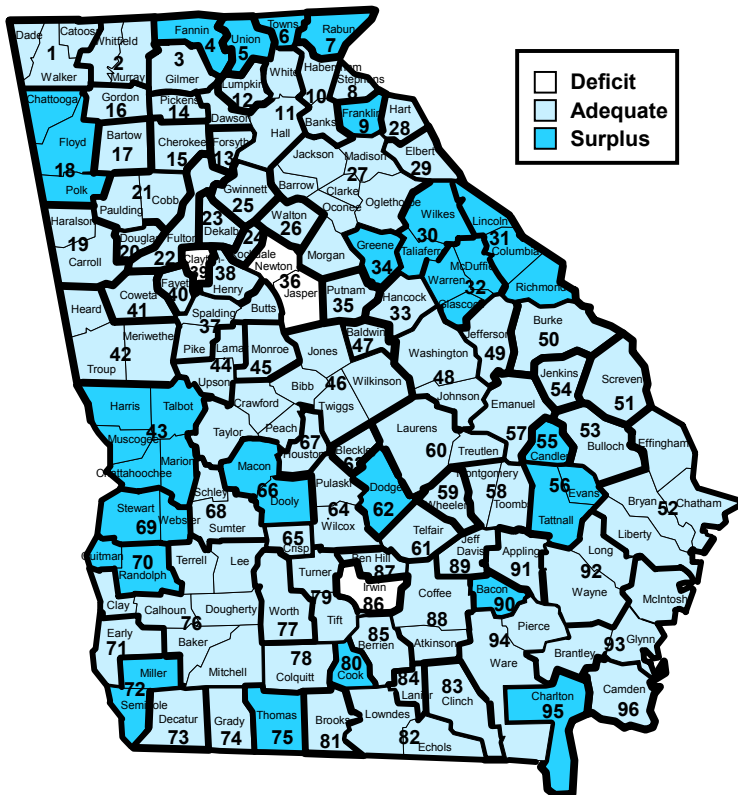 Deficit
Adequate
Surplus
Dade
Catoos
Whitfield
1
2
Walker
Murray
Fannin
4
3
Gilmer
Union
5
Towns
6
Rabun
7
White
Habersham
Lumpkin
12
Stephens
8
10
11
Chattooga
Gordon
16
Pickens
14
Dawson
Hall
Banks
Franklin
9
Hart
28
Floyd
18
Polk
Bartow
17
Cherokee
15
Forsyth
13
Jackson
Madison
27
Elbert
29
Haralson
19
Carroll
21
Paulding
Cobb
Douglas
20
Fulton
22
Gwinnett
25
Barrow
Clarke
Oconee
Oglethorpe
23
Dekalb
24
Rockdale
Walton
26
Wilkes
30
Taliaferr
Lincoln
31
Columbia
Richmond
Clayton-
39
38
Henry
Newton
36
Jasper
Morgan
Greene
34
McDuffie
Warren
32
Glascoc
Heard
Coweta
41
Fayet
40
Spalding
37
Butts
Putnam
35
Hancock
33
Meriwether
42
Troup
Pike
Lama
44
Upson
Monroe
45
Jones
Baldwin
47
Washington
48
Johnson
Jefferson
49
Burke
50
Jenkins
54
Screven
51
Harris
Talbot
43
Muscogee
Chattahoochee
Marion
Taylor
Crawford
Peach
Bibb
46
Twiggs
Wilkinson
67
Houston
Bleckle
63
Laurens
60
Treutlen
Emanuel
57
55
Candler
53
Bulloch
Effingham
Macon
66
Dooly
Pulaski
64
Wilcox
Dodge
62
59
Wheeler
Montgomery
58
Toomb
56
Evans
Tattnall
Bryan
52
Chatham
Stewart
69
Webster
Schley
68
Sumter
65
Crisp
Telfair
61
Jeff
Davis
89
Appling
91
Liberty
Long
92
Wayne
McIntosh
Quitman
70
Randolph
Terrell
Lee
Turner
79
Ben Hill
87
Irwin
86
Coffee
88
Bacon
90
Clay
Calhoun
76
Dougherty
Worth
77
Tift
Pierce
94
Ware
Brantley
93
Glynn
Early
71
Baker
Mitchell
78
Colquitt
85
Berrien
Atkinson
Miller
72
Seminole
80
Cook
84
Lanier
83
Clinch
Charlton
95
Camden
96
Decatur
73
Grady
74
Thomas
75
Brooks
81
Lowndes
82
Echols